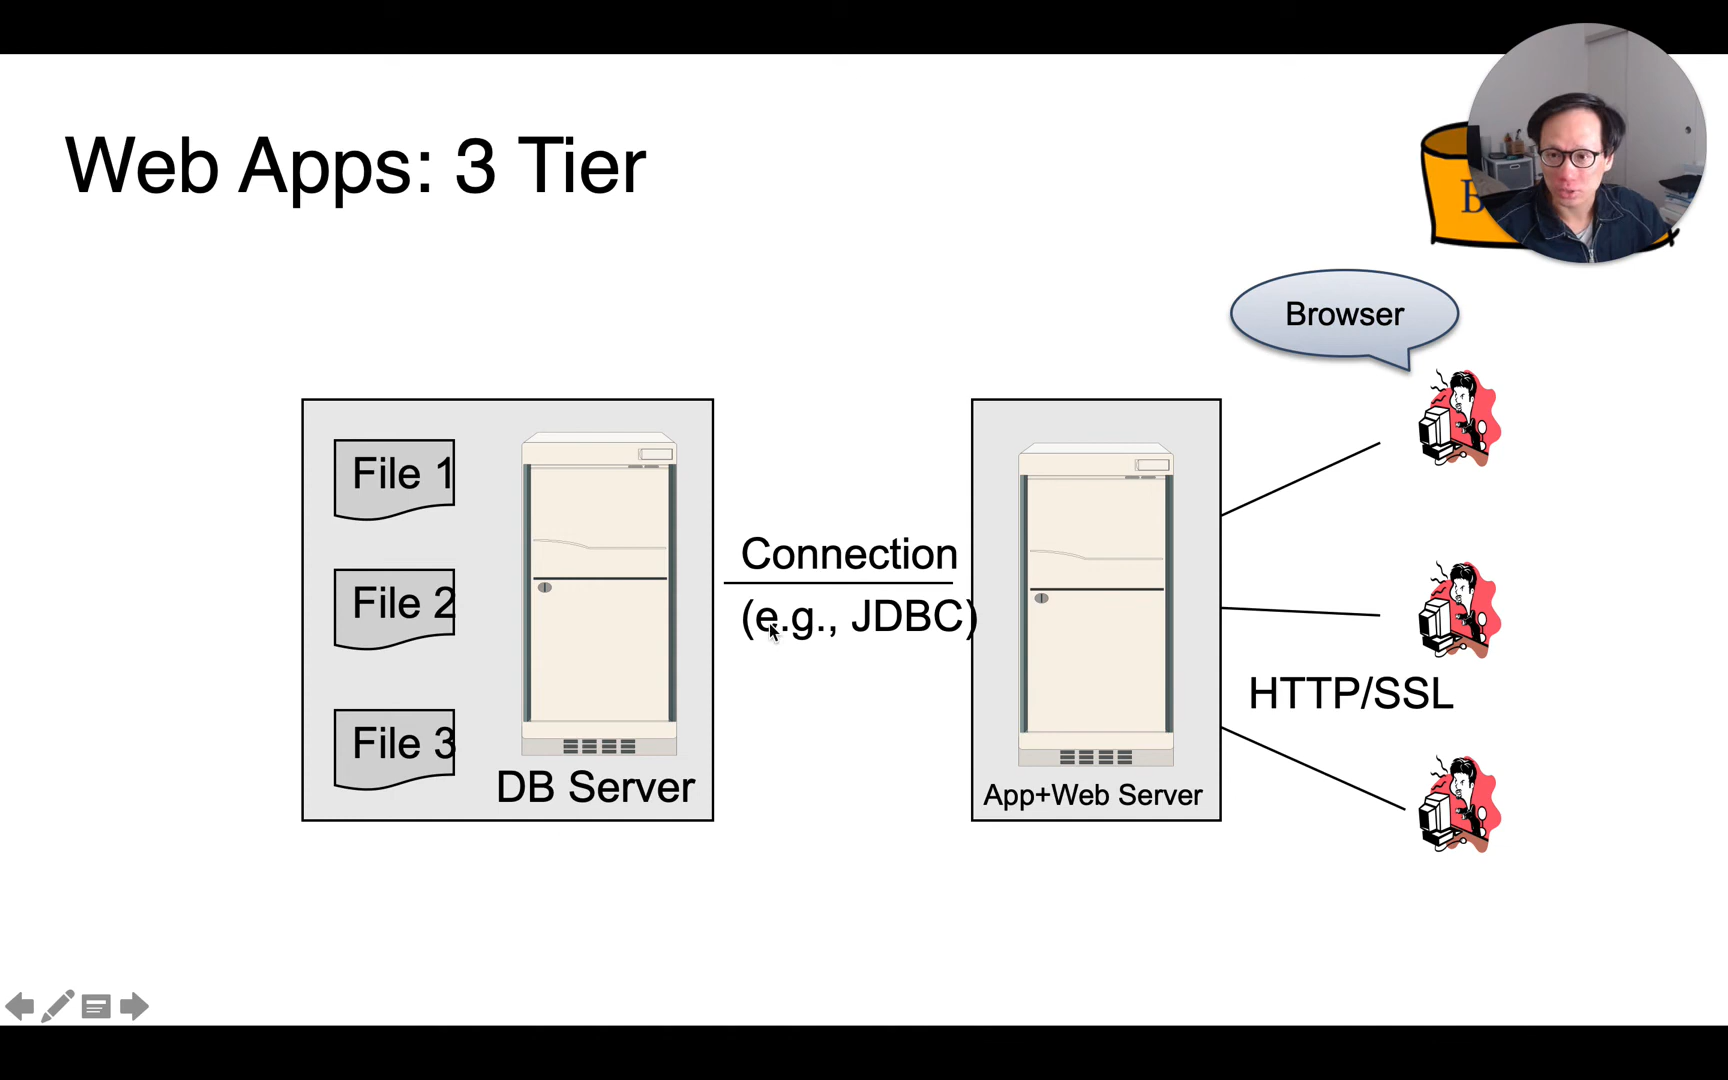 Web Apps: 3 Tier
Browser
File 1
File 2
File 3
DB Server
Connection
(e.g., JDBC)
App+Web Server
HTTP/SSL